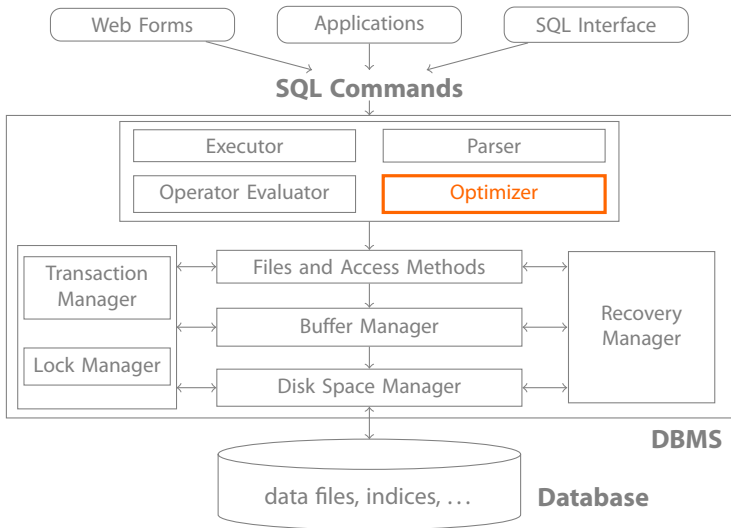 Web Forms
Applications
SQL Interface
SQL Commands
Executor
Parser
Operator Evaluator
Optimizer
Transaction
Manager
Lock Manager
Files and Access Methods
Buffer Manager
Disk Space Manager
Recovery
Manager
DBMS
data files, indices, ...
Database